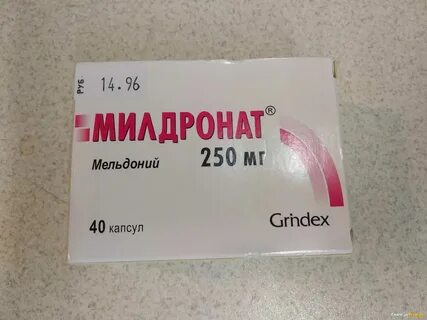 РУБ 14.96
МИЛДРОНАТ®
Мельдоний 250 мг
40 капсул Grindex